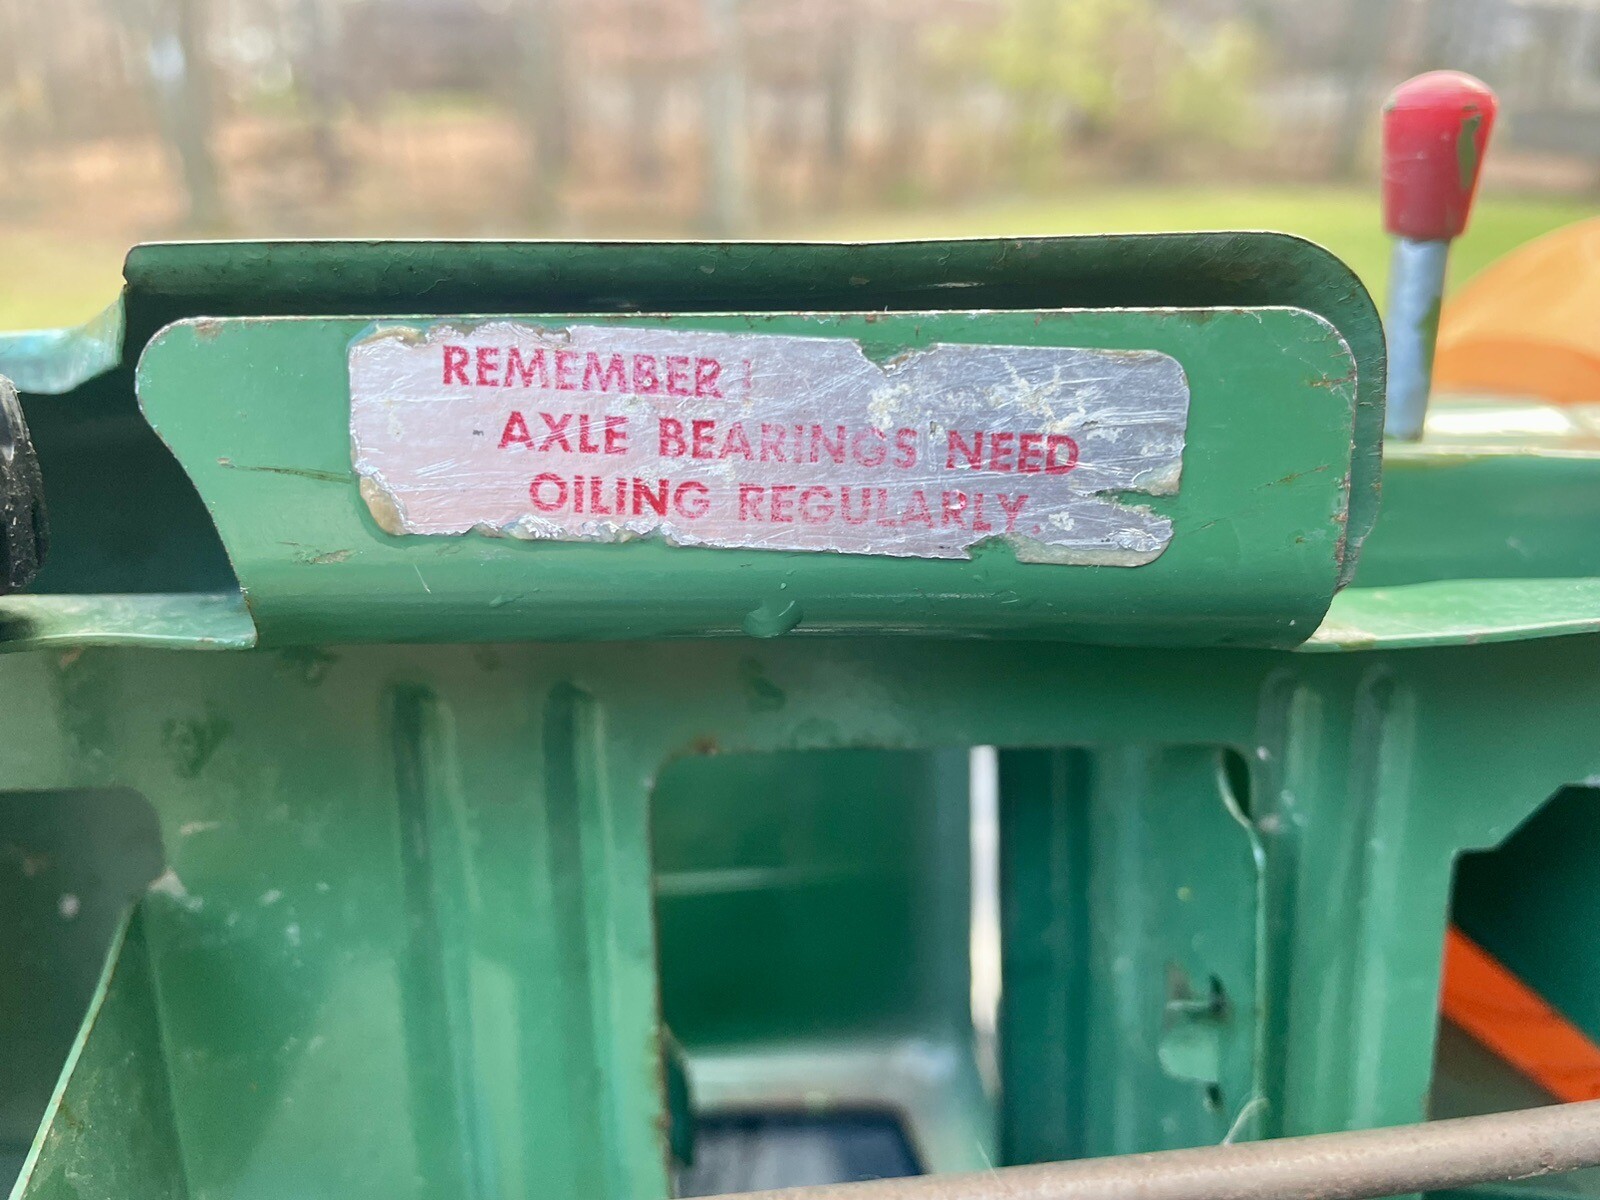 REMEMBER!
AXLE BEARINGS NEED
OILING REGULARLY.